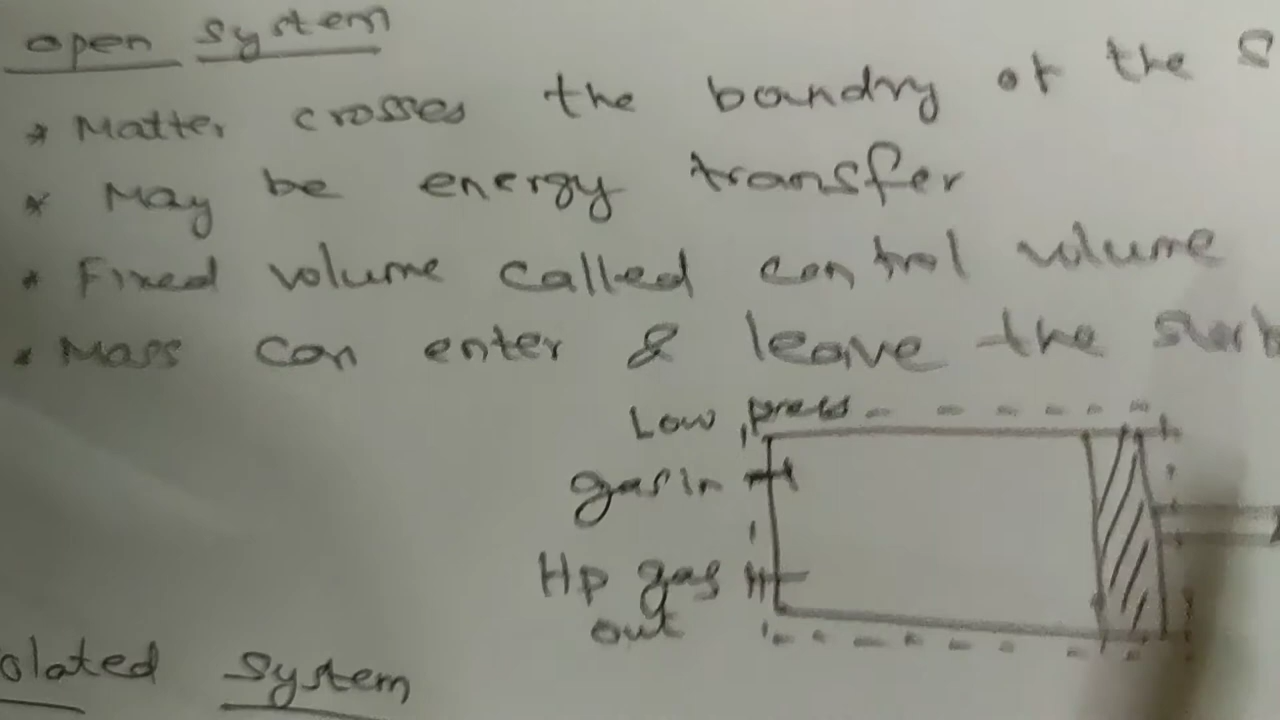 open system
* Matter crosses the boundry of the S
* May be energy transfer
* Fixed volume called control volume
* Mass can enter & leave the
Low press
gas in
Hp gas
out
olated system